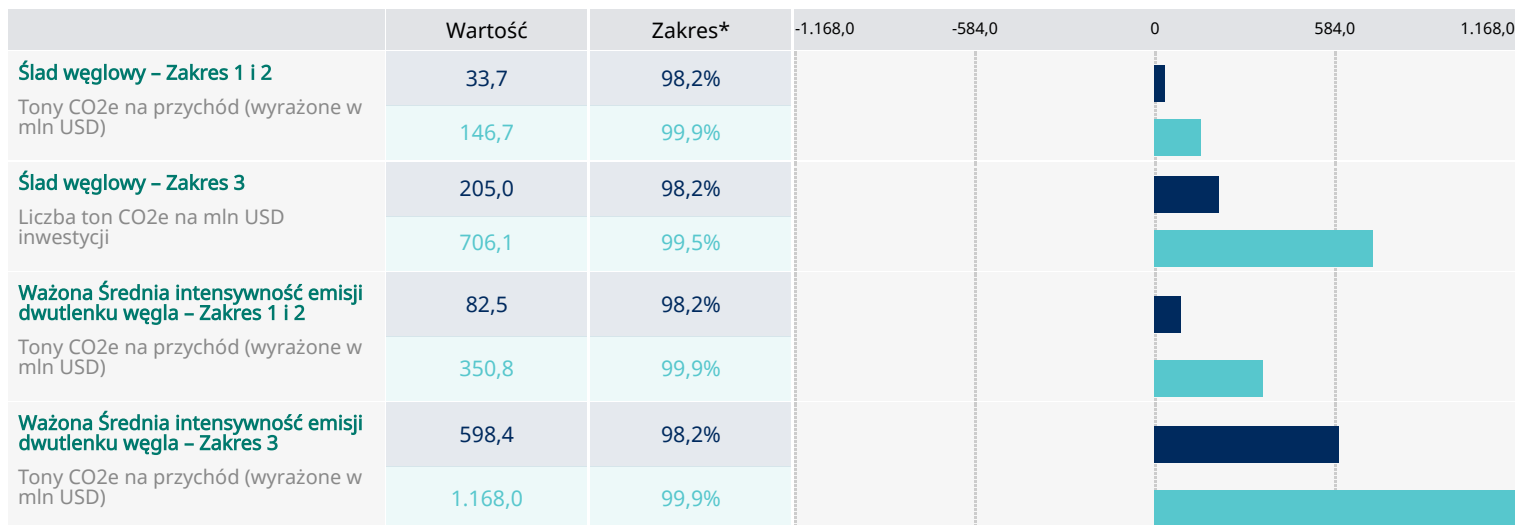 Wartość Zakres* -1.168,0 -584,0 0 584,0 1.168,0
Ślad węglowy – Zakres 1 i 2
Tony CO2e na przychód (wyrażone w
mln USD)
33,7 98,2%
146,7 99,9%
Ślad węglowy – Zakres 3
Liczba ton CO2e na mln USD
inwestycji
205,0 98,2%
706,1 99,5%
Ważona Średnia intensywność emisji
dwutlenku węgla – Zakres 1 i 2
Tony CO2e na przychód (wyrażone w
mln USD)
82,5 98,2%
350,8 99,9%
Ważona Średnia intensywność emisji
dwutlenku węgla – Zakres 3
Tony CO2e na przychód (wyrażone w
mln USD)
598,4 98,2%
1.168,0 99,9%